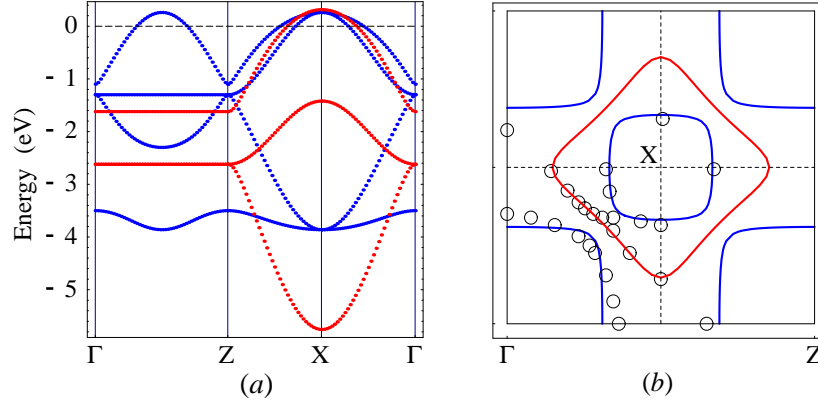 0
- 1
- 2
- 3
- 4
- 5
Energy (eV)
Γ Z X Γ
(a)
X
Γ Z
(b)